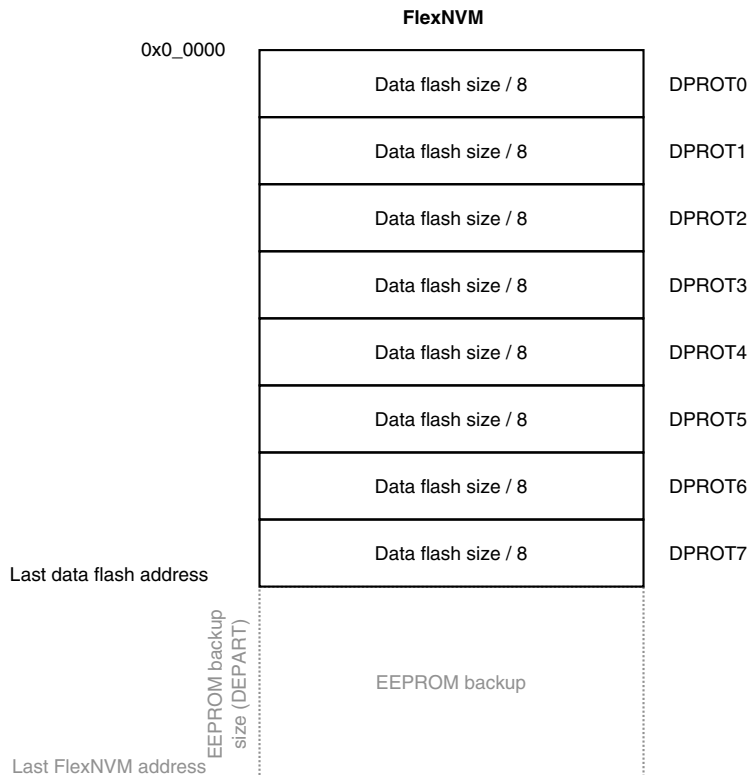 FlexNVM
0x0_0000
Data flash size / 8 DPROT0
Data flash size / 8 DPROT1
Data flash size / 8 DPROT2
Data flash size / 8 DPROT3
Data flash size / 8 DPROT4
Data flash size / 8 DPROT5
Data flash size / 8 DPROT6
Data flash size / 8 DPROT7
Last data flash address
EEPROM backup
size (DEPART)
EEPROM backup
Last FlexNVM address